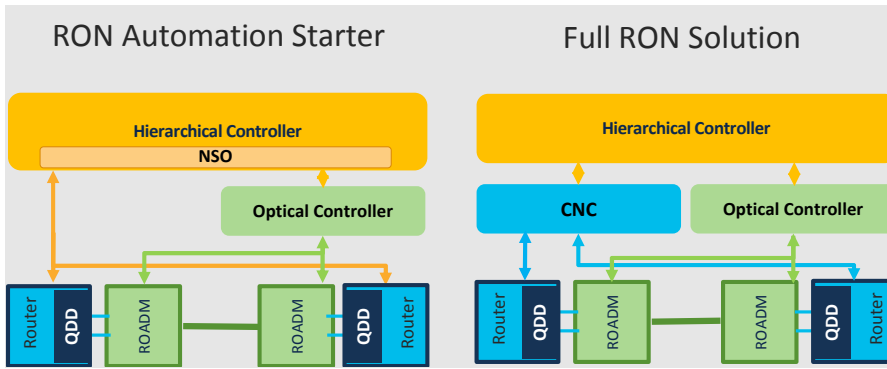 RON Automation Starter
Full RON Solution
Hierarchical Controller
NSO
Hierarchical Controller
Optical Controller
CNC
Optical Controller
Router
QDD
ROADM
ROADM
QDD
Router
Router
QDD
ROADM
ROADM
QDD
Router